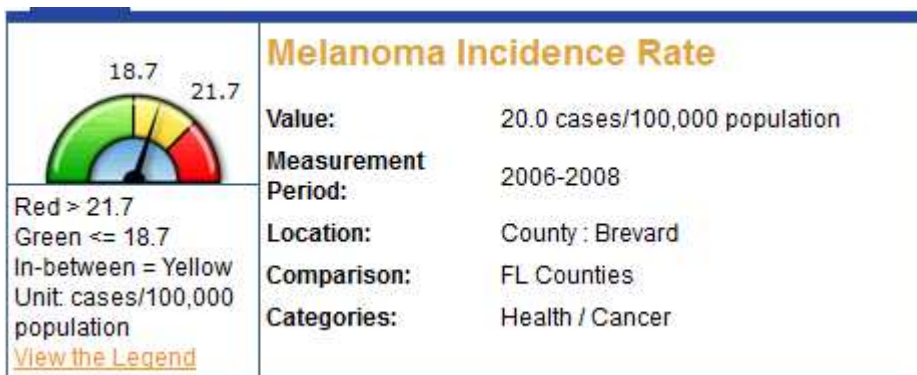 18.7
21.7
Red > 21.7
Green <= 18.7
In-between = Yellow
Unit: cases/100,000
population
View the Legend
Melanoma Incidence Rate
Value: 20.0 cases/100,000 population
Measurement
Period: 2006-2008
Location: County : Brevard
Comparison: FL Counties
Categories: Health / Cancer